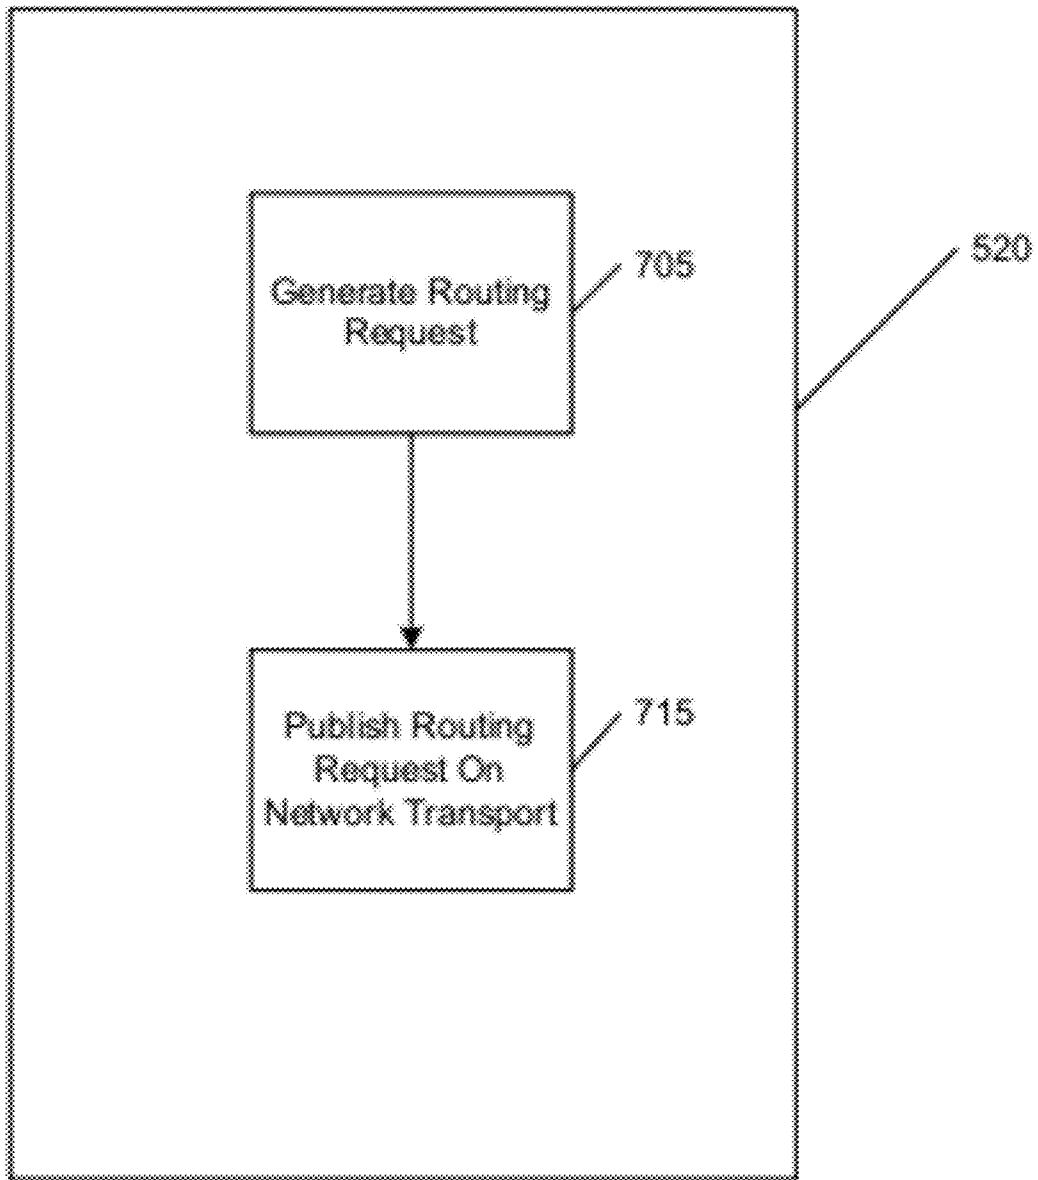 520
705
Generate Routing
Request
715
Publish Routing
Request On
Network Transport